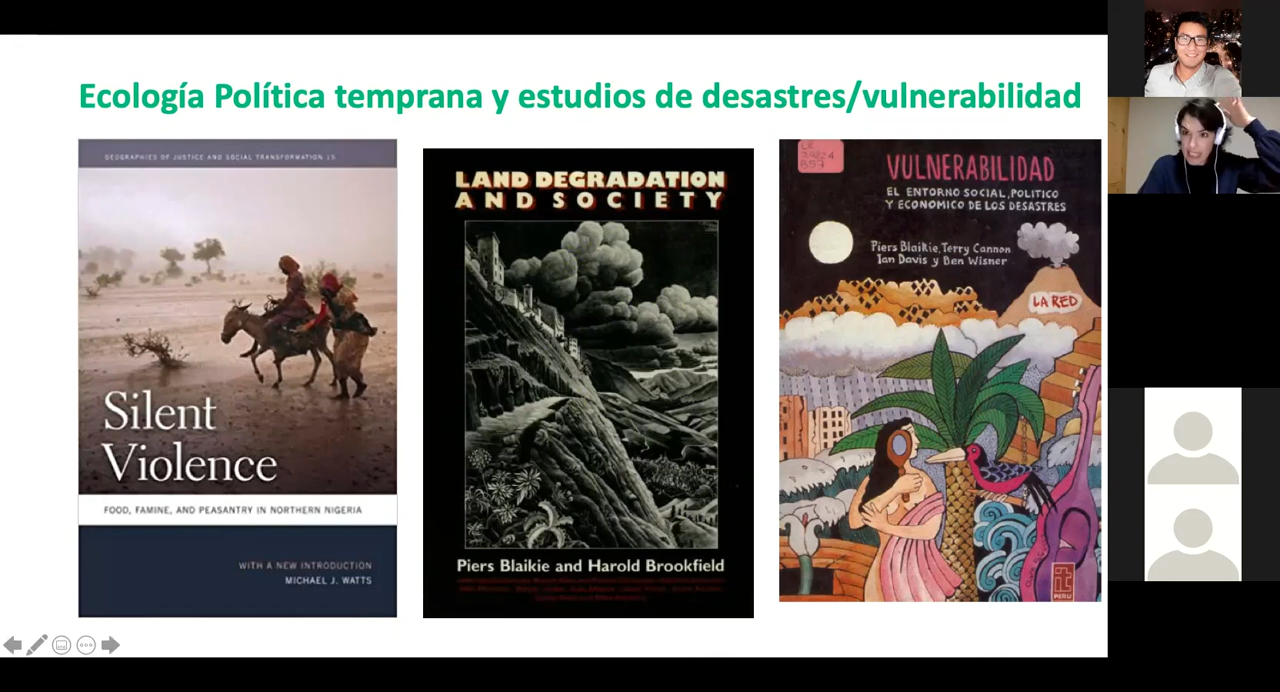 Ecología Política temprana y estudios de desastres/vulnerabilidad
GEOGRAPHIES OF JUSTICE AND SOCIAL TRANSFORMATION 15
Silent
Violence
FOOD, FAMINE, AND PEASANTRY IN NORTHERN NIGERIA
WITH A NEW INTRODUCTION
MICHAEL J. WATTS
LAND DEGRADATION
AND SOCIETY
Piers Blaikie and Harold Brookfield
VULNERABILIDAD
EL ENTORNO SOCIAL, POLITICO
Y ECONOMICO DE LOS DESASTRES
Piers Blaikie, Terry Cannon
Ian Davis y Ben Wisner
LA RED
PERU